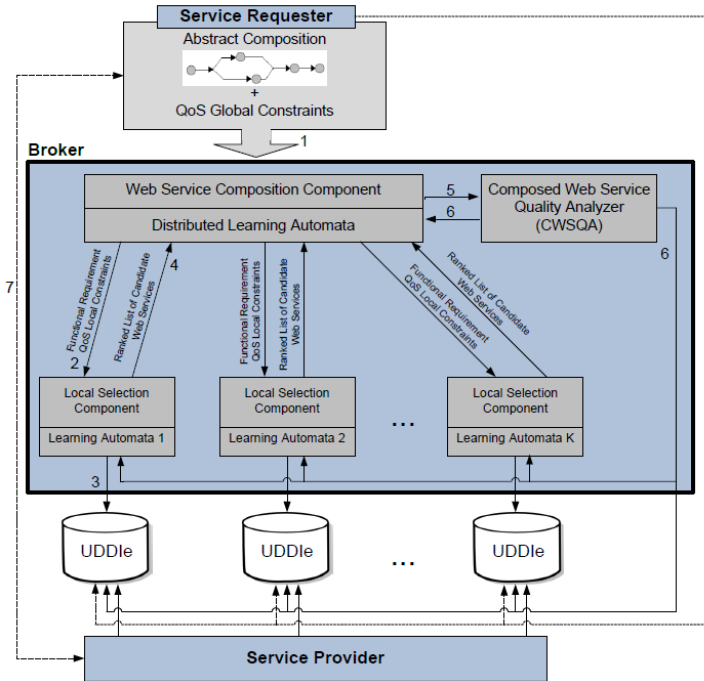 Service Requester
Abstract Composition
+
QoS Global Constraints
1
Broker
Web Service Composition Component
Distributed Learning Automata
5
6
Composed Web Service
Quality Analyzer
(CWSQA)
6
7
Functional Requirement
QoS Local Constraints
2
Ranked List of Candidate
Web Services
4
Functional Requirement
QoS Local Constraints
Ranked List of Candidate
Web Services
Functional Requirement
QoS Local Constraints
Ranked List of Candidate
Web Services
Local Selection
Component
Learning Automata 1
Local Selection
Component
Learning Automata 2
...
Local Selection
Component
Learning Automata K
3
UDDIe
UDDIe
...
UDDIe
Service Provider